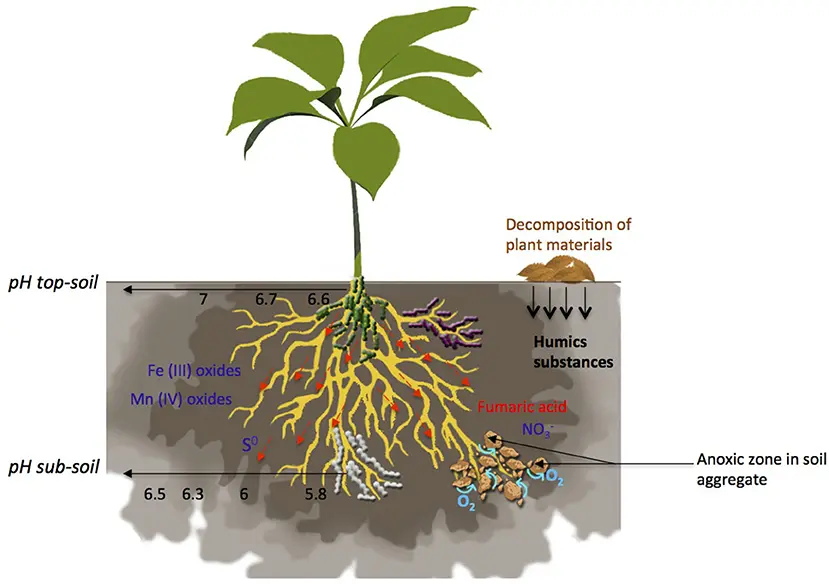 Decomposition of
plant materials
pH top-soil
7 6.7 6.6
Humics
substances
Fe (III) oxides
Mn (IV) oxides
Fumaric acid
NO₃⁻
S⁰
pH sub-soil
6.5 6.3 6 5.8
O₂
O₂
Anoxic zone in soil
aggregate